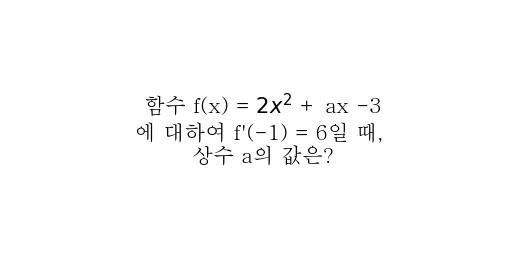 함수 f(x) = 2x² + ax -3
에 대하여 f'(-1) = 6일 때,
상수 a의 값은?